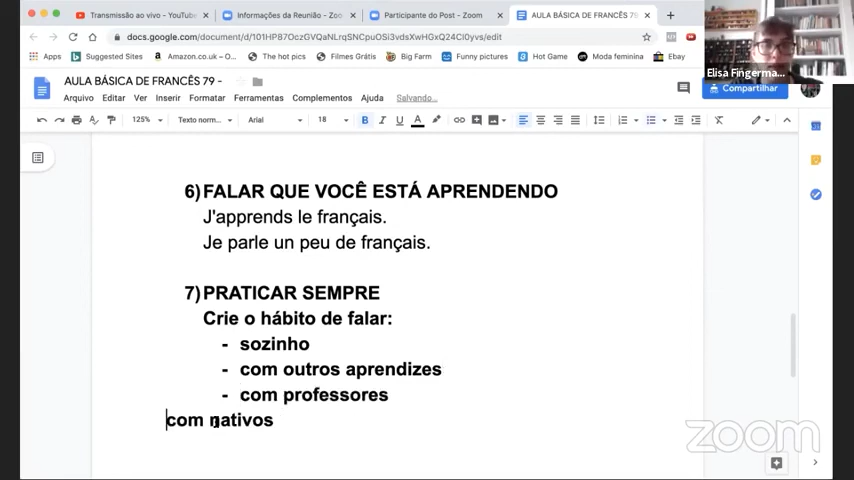 Transmissão ao vivo - YouTube
Informações da Reunião - Zoo
Participante do Post - Zoom
AULA BÁSICA DE FRANCÊS 79 -
docs.google.com/document/d/101HP87OczGVQaNLrqSNCpuOSi3vdsXwHGxQ24Cl0yvs/edit
Apps
Suggested Sites
Amazon.co.uk – O...
The hot pics
Filmes Grátis
Big Farm
Funny pictures
Hot Game
Moda feminina
Ebay
Elisa Fingerma...
AULA BÁSICA DE FRANCÊS 79 -
Compartilhar
Arquivo Editar Ver Inserir Formatar Ferramentas Complementos Ajuda Salvando...
125% Texto norm... Arial 18 B I U A
6) FALAR QUE VOCÊ ESTÁ APRENDENDO
J'apprends le français.
Je parle un peu de français.
7) PRATICAR SEMPRE
Crie o hábito de falar:
- sozinho
- com outros aprendizes
- com professores
com nativos
zoom